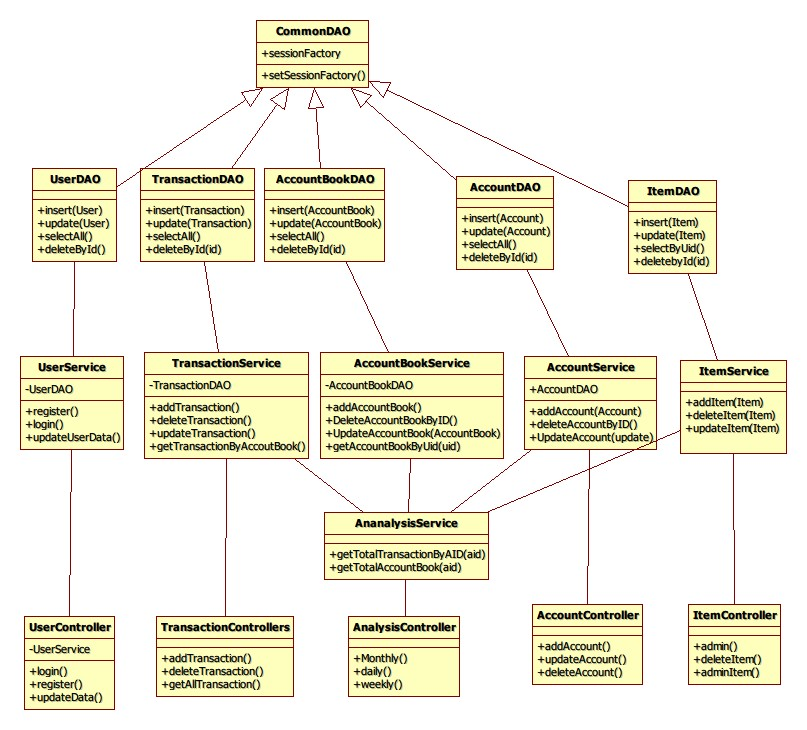 CommonDAO
+sessionFactory
+setSessionFactory()
UserDAO
+insert(User)
+update(User)
+selectAll()
+deleteById()
TransactionDAO
+insert(Transaction)
+update(Transaction)
+selectAll()
+deleteById(id)
AccountBookDAO
+insert(AccountBook)
+update(AccountBook)
+selectAll()
+deleteById(id)
AccountDAO
+insert(Account)
+update(Account)
+selectAll()
+deleteById(id)
ItemDAO
+insert(Item)
+update(Item)
+selectByUid()
+deletebyId(id)
UserService
-UserDAO
+register()
+login()
+updateUserData()
TransactionService
-TransactionDAO
+addTransaction()
+deleteTransaction()
+updateTransaction()
+getTransactionByAccoutBook()
AccountBookService
-AccountBookDAO
+addAccountBook()
+DeleteAccountBookByID()
+UpdateAccountBook(AccountBook)
+getAccountBookByUid(uid)
AccountService
+AccountDAO
+addAccount(Account)
+deleteAccountByID()
+UpdateAccount(update)
ItemService
+addItem(Item)
+deleteItem(Item)
+updateItem(Item)
AnanalysisService
+getTotalTransactionByAID(aid)
+getTotalAccountBook(aid)
UserController
-UserService
+login()
+register()
+updateData()
TransactionControllers
+addTransaction()
+deleteTransaction()
+getAllTransaction()
AnalysisController
+Monthly()
+daily()
+weekly()
AccountController
+addAccount()
+updateAccount()
+deleteAccount()
ItemController
+admin()
+deleteItem()
+adminItem()